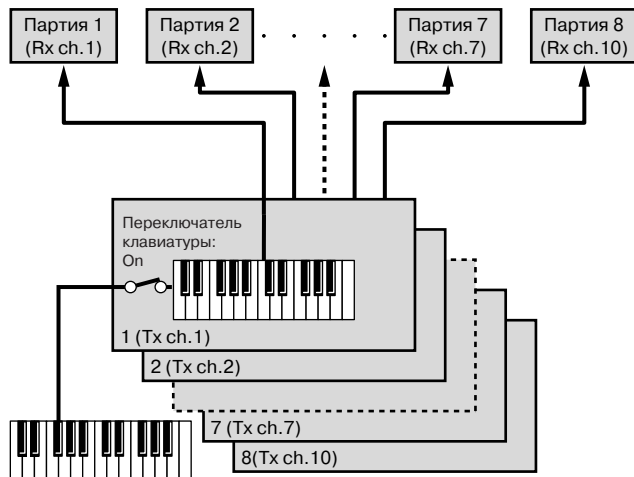 Партия 1
(Rx ch.1)
Партия 2
(Rx ch.2)
Партия 7
(Rx ch.7)
Партия 8
(Rx ch.10)
Переключатель
клавиатуры:
On
1 (Tx ch.1)
2 (Tx ch.2)
7 (Tx ch.7)
8(Tx ch.10)